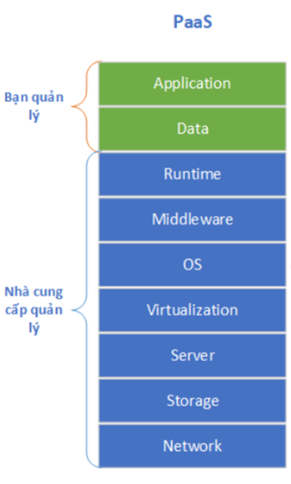 PaaS
Bạn quản
lý
Application
Data
Nhà cung
cấp quản
lý
Runtime
Middleware
OS
Virtualization
Server
Storage
Network